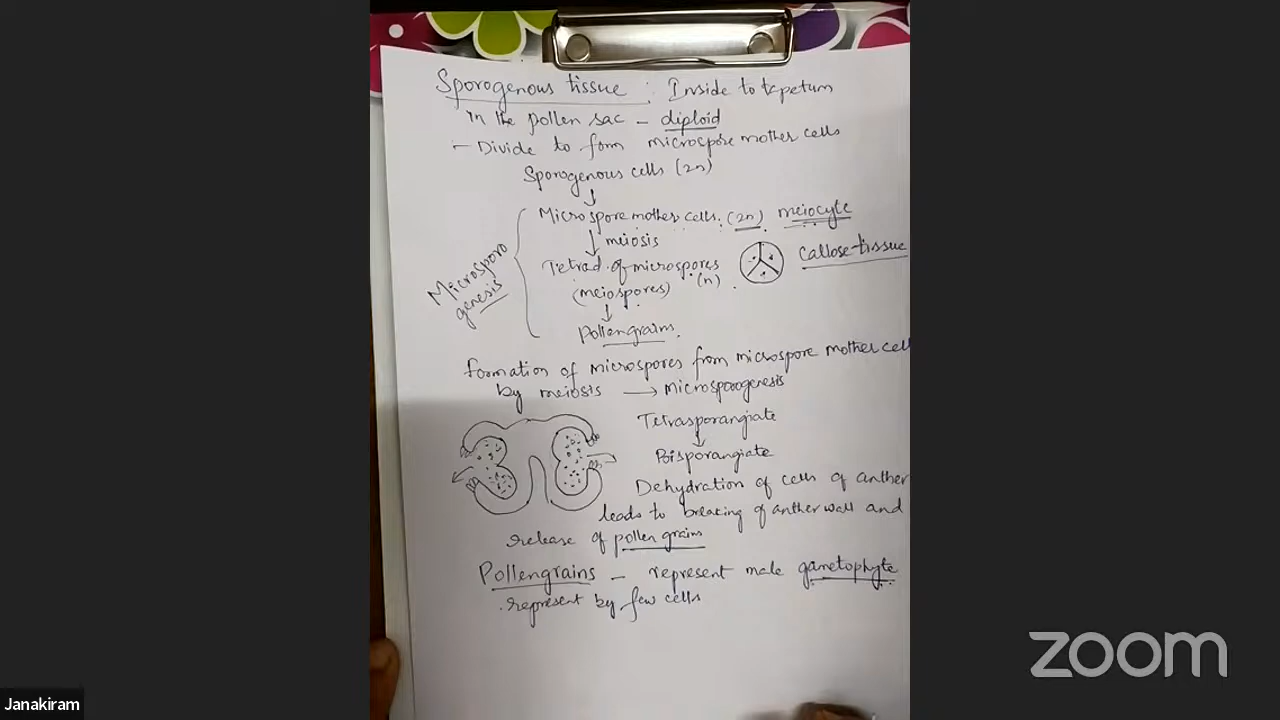 Sporogenous tissue : Inside to tapetum
In the pollen sac - diploid
- Divide to form microspore mother cells
Sporogenous cells (2n)
↓
Microspore mother cells. (2n) meiocyte
↓ meiosis
Tetrad of microspores (n)
(meiospores)
↓
Pollengrains.
Microsporo
genesis
callose tissue
Formation of microspores from microspore mother cell
by meiosis → Microsporogenesis
Tetrasporangiate
↓
Boisporangiate
Dehydration of cells of anther
leads to breaking of anther wall and
release of pollen grains
Pollengrains - represent male gametophyte
represent by few cells
zoom
Janakiram